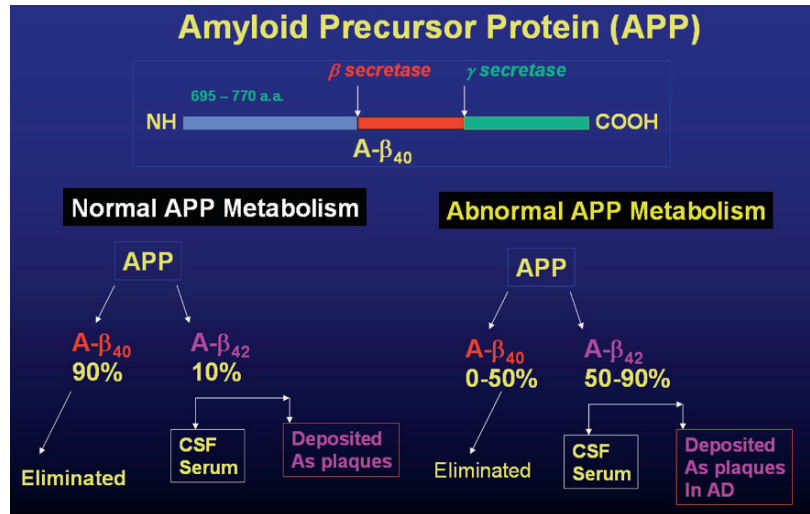 Amyloid Precursor Protein (APP)
β secretase
γ secretase
695 – 770 a.a.
NH
COOH
A-β40
Normal APP Metabolism
Abnormal APP Metabolism
APP
APP
A-β40
A-β42
A-β40
A-β42
90%
10%
0-50%
50-90%
CSF
Serum
Deposited
As plaques
CSF
Serum
Deposited
As plaques
In AD
Eliminated
Eliminated